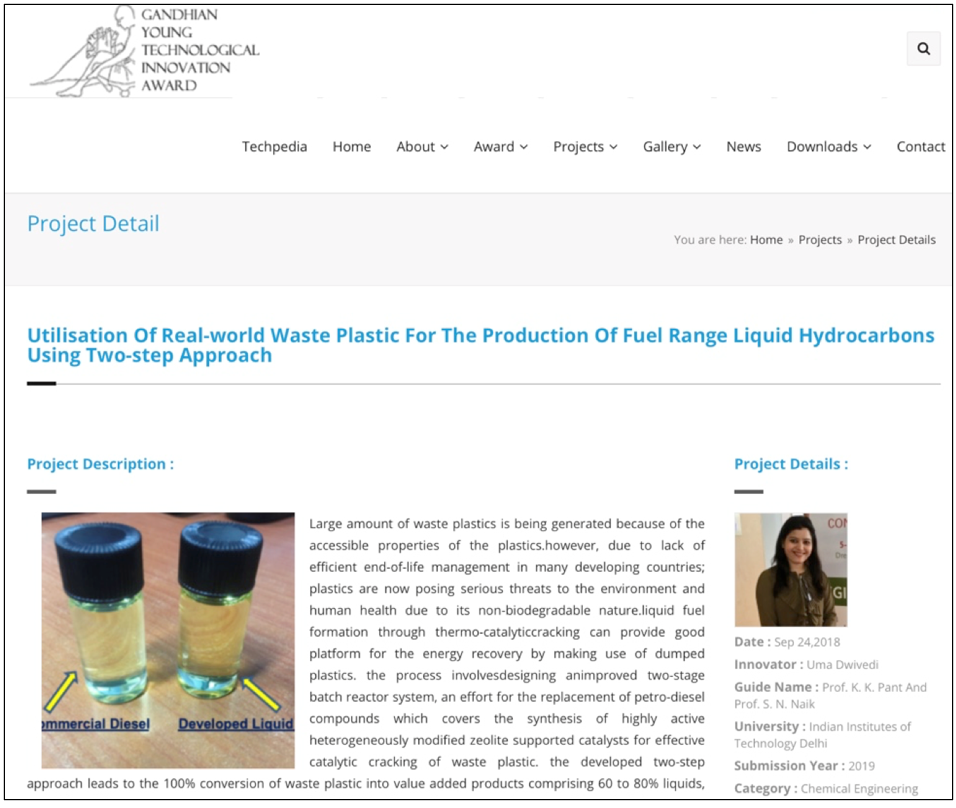 GANDHIAN
YOUNG
TECHNOLOGICAL
INNOVATION
AWARD
Techpedia Home About Award Projects Gallery News Downloads Contact
Project Detail
You are here: Home » Projects » Project Details
Utilisation Of Real-world Waste Plastic For The Production Of Fuel Range Liquid Hydrocarbons
Using Two-step Approach
Project Description :
ommercial Diesel Developed Liquid
Large amount of waste plastics is being generated because of the
accessible properties of the plastics.however, due to lack of
efficient end-of-life management in many developing countries;
plastics are now posing serious threats to the environment and
human health due to its non-biodegradable nature.liquid fuel
formation through thermo-catalyticcracking can provide good
platform for the energy recovery by making use of dumped
plastics. the process involvesdesigning animproved two-stage
batch reactor system, an effort for the replacement of petro-diesel
compounds which covers the synthesis of highly active
heterogeneously modified zeolite supported catalysts for effective
catalytic cracking of waste plastic. the developed two-step
approach leads to the 100% conversion of waste plastic into value added products comprising 60 to 80% liquids,
Project Details :
CON
Date : Sep 24,2018
Innovator : Uma Dwivedi
Guide Name : Prof. K. K. Pant And
Prof. S. N. Naik
University : Indian Institutes of
Technology Delhi
Submission Year : 2019
Category : Chemical Engineering